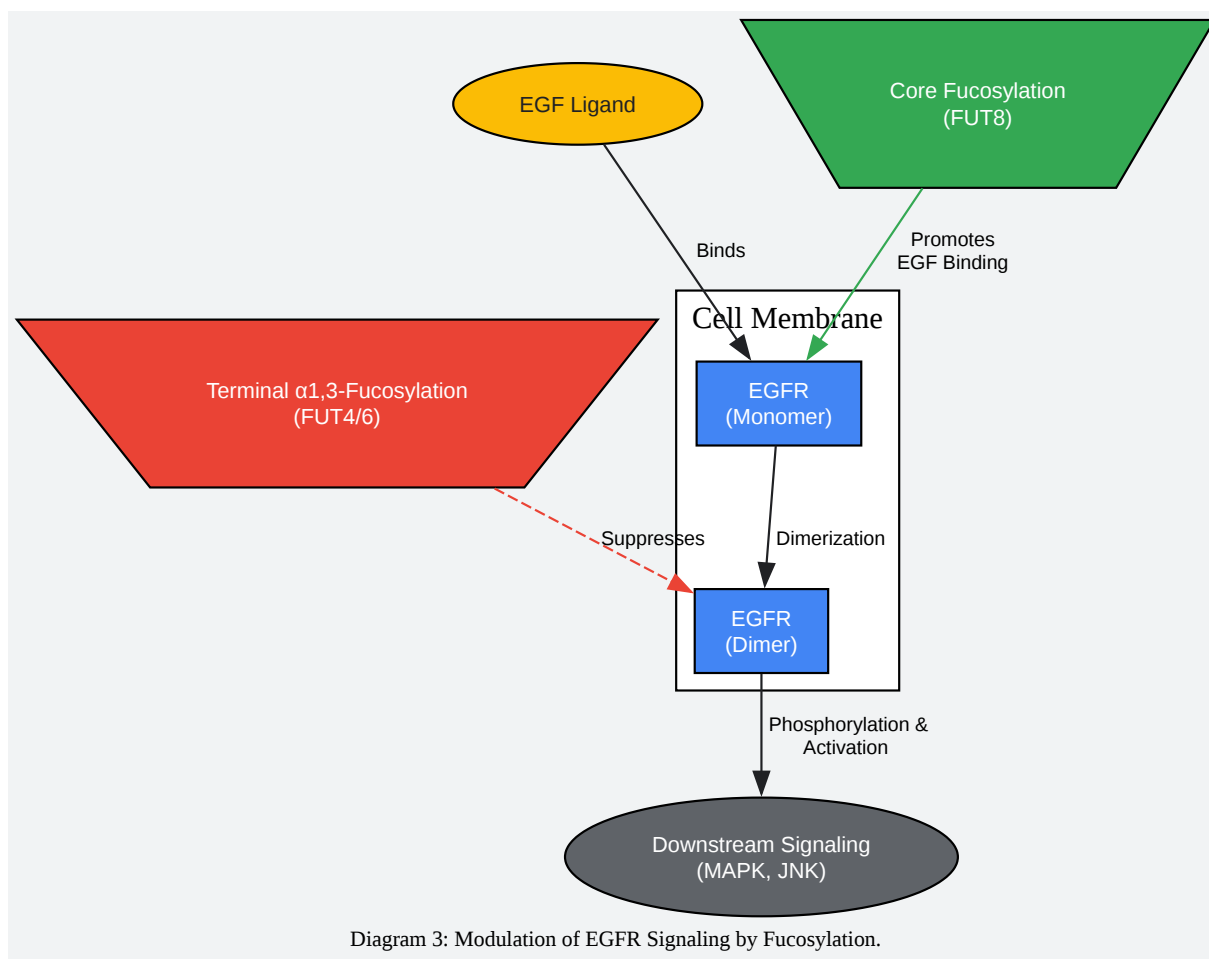 Core Fucosylation
(FUT8)
EGF Ligand
Binds
Promotes
EGF Binding
Cell Membrane
Terminal α1,3-Fucosylation
(FUT4/6)
EGFR
(Monomer)
Suppresses
Dimerization
EGFR
(Dimer)
Phosphorylation &
Activation
Downstream Signaling
(MAPK, JNK)
Diagram 3: Modulation of EGFR Signaling by Fucosylation.